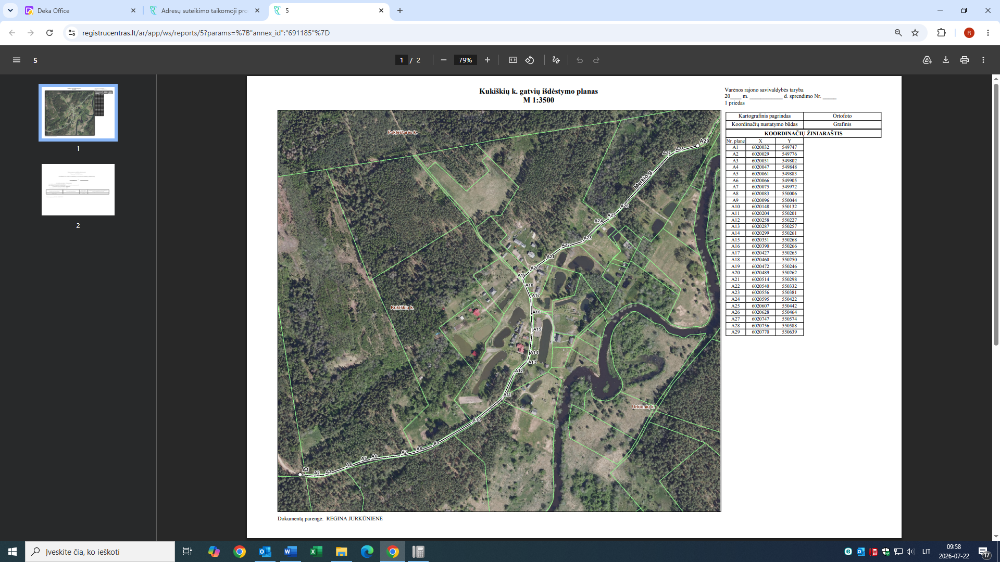 Deka Office
Adresų suteikimo taikomoji pro
5
registrucentras.lt/ar/app/ws/reports/5?params=%7B"annex_id":"691185"%7D
R
5
1 / 2
79%
1
2
Kukiškių k. gatvių išdėstymo planas
M 1:3500
Varėnos rajono savivaldybės taryba
20____ m. ____________ d. sprendimo Nr. _____
1 priedas
Kartografinis pagrindas Ortofoto
Koordinačių nustatymo būdas Grafinis
KOORDINAČIŲ ŽINIARAŠTIS
Nr. plane X Y
A1 6020032 549747
A2 6020029 549776
A3 6020031 549802
A4 6020047 549848
A5 6020061 549883
A6 6020066 549905
A7 6020075 549972
A8 6020083 550006
A9 6020096 550044
A10 6020148 550132
A11 6020204 550201
A12 6020258 550227
A13 6020287 550257
A14 6020299 550261
A15 6020351 550268
A16 6020390 550266
A17 6020427 550265
A18 6020460 550250
A19 6020472 550246
A20 6020489 550262
A21 6020514 550298
A22 6020540 550332
A23 6020556 550381
A24 6020595 550422
A25 6020607 550442
A26 6020628 550464
A27 6020747 550574
A28 6020756 550588
A29 6020770 550639
Pakleštarės k.
A29
A28
A27
Merkio g.
A26
A25
A24
A23
A22
A21
A20
A19
A18
A17
Kukiškių k.
A16
A15
A14
A13
A12
A11
Urkionių k.
A10
A9
A8
A7
A6
A5
A4
A3
A2
A1
Dokumentą parengė: REGINA JURKŪNIENĖ
Įveskite čia, ko ieškoti
LIT
09:58
2026-07-22
17